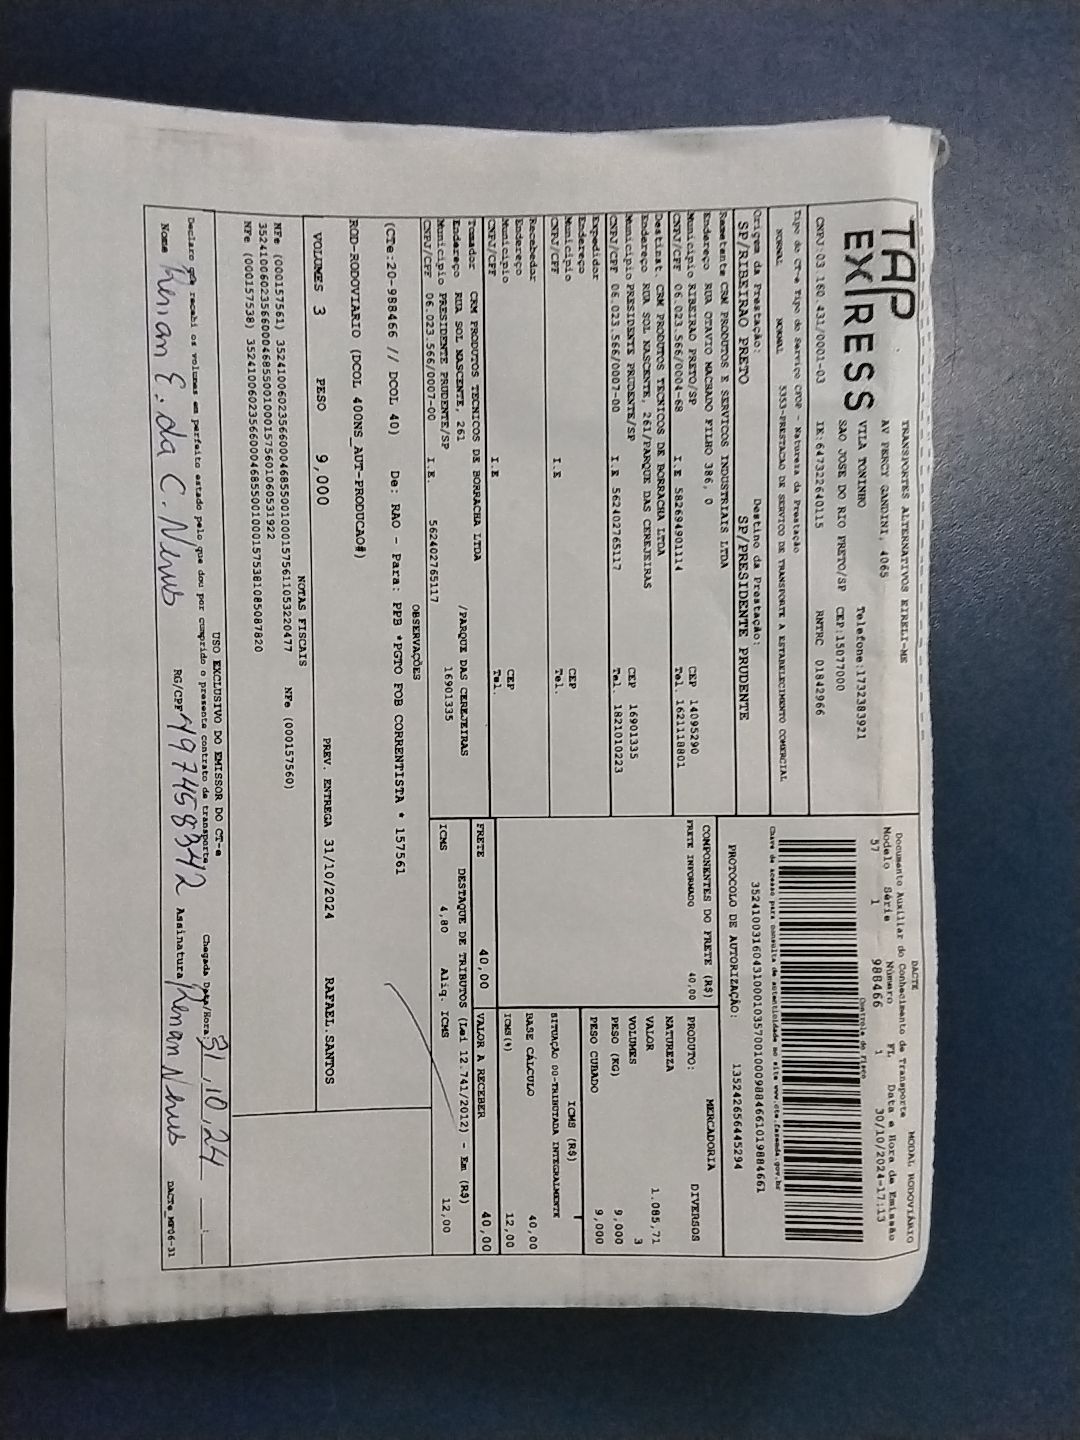 TAP
EXPRESS
TRANSPORTES ALTERNATIVOS EIRELI-ME
AV PERCY GANDINI, 4065
VILA TONINHO
SAO JOSE DO RIO PRETO/SP
Telefone:1732383921
CEP:15077000
CNPJ:03.160.431/0001-03 IE:647322640115 RNTRC 01842966
Tipo do CT-e Tipo do Serviço CFOP - Natureza da Prestação
NORMAL NORMAL 5353-PRESTACAO DE SERVICO DE TRANSPORTE A ESTABELECIMENTO COMERCIAL
Origem da Prestação: Destino da Prestação:
SP/RIBEIRAO PRETO SP/PRESIDENTE PRUDENTE
Remetente CRM PRODUTOS E SERVICOS INDUSTRIAIS LTDA
Endereço RUA OTAVIO MACHADO FILHO 386, 0
Município RIBEIRAO PRETO/SP CEP 14095290
CNPJ/CPF 06.023.566/0004-68 I.E 582694901114 Tel. 1621118801
Destinat. CRM PRODUTOS TECNICOS DE BORRACHA LTDA
Endereço RUA SOL NASCENTE, 261/PARQUE DAS CEREJEIRAS
Município PRESIDENTE PRUDENTE/SP CEP 16901335
CNPJ/CPF 06.023.566/0007-00 I.E 562402765117 Tel. 1821010223
Expedidor
Endereço
Município CEP
CNPJ/CPF I.E Tel.
Recebedor
Endereço
Município CEP
CNPJ/CPF I.E Tel.
Tomador CRM PRODUTOS TECNICOS DE BORRACHA LTDA
Endereço RUA SOL NASCENTE, 261 /PARQUE DAS CEREJEIRAS
Município PRESIDENTE PRUDENTE/SP 16901335
CNPJ/CPF 06.023.566/0007-00 I.E 562402765117
DACTE MODAL RODOVIÁRIO
Documento Auxiliar do Conhecimento de Transporte
Modelo Série Número FL Data e Hora de Emissão
57 1 988466 1 30/10/2024-17:13
Controle do Fisco
Chave de acesso para consulta de autenticidade no site www.cte.fazenda.gov.br
PROTOCOLO DE AUTORIZAÇÃO: 135242656445294
COMPONENTES DO FRETE (R$)
FRETE INFORMADO 40,00
MERCADORIA
PRODUTO: DIVERSOS
NATUREZA
VALOR 1.085,71
VOLUMES 3
PESO (KG) 9,000
PESO CUBADO 9,000
ICMS (R$)
SITUAÇÃO 00-TRIBUTADA INTEGRALMENTE
BASE CÁLCULO 40,00
ICMS(%) 12,00
FRETE 40,00 VALOR A RECEBER 40,00
DESTAQUE DE TRIBUTOS (Lei 12.741/2012) - Em (R$)
ICMS 4,80 Aliq. ICMS 12,00
OBSERVAÇÕES
(CTe:20-988466 // DCOL 40) De: RAO - Para: PPB *PGTO FOB CORRENTISTA * 157561
ROD-RODOVIARIO (DCOL 400NS_AUT-PRODUCAO#)
VOLUMES 3 PESO 9,000 PREV. ENTREGA 31/10/2024 RAFAEL.SANTOS
NOTAS FISCAIS
NFe (000157561) 35241006023566000468550010001575611053220477 NFe (000157560)
35241006023566000468550010001575601060531922
NFe (000157538) 35241006023566000468550010001575381085087820
USO EXCLUSIVO DO EMISSOR DO CT-e
Declaro que recebi os volumes em perfeito estado pelo que dou por cumprido o presente contrato de transporte. Chegada Data/Hora 31,10,24 :
Nome Kenan E. da C. RG/CPF 497458342 Assinatura Kenan
DACTe_MP06-31